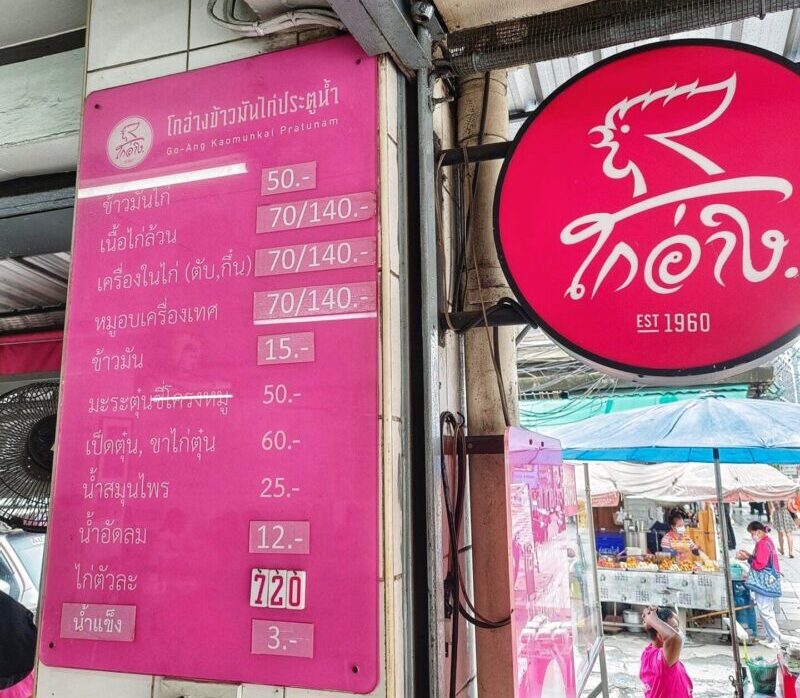 โกอ่างข้าวมันไก่ประตูน้ำ
Go-Ang Kaomunkai Pratunam
โกอ่าง.
ข้าวมันไก่ 50.-
เนื้อไก่ล้วน 70/140.-
เครื่องในไก่ (ตับ,กึ๋น) 70/140.-
หมูอบเครื่องเทศ 70/140.-
ข้าวมัน 15.-
มะระตุ๋นซี่โครงหมู 50.-
เป็ดตุ๋น, ขาไก่ตุ๋น 60.-
น้ำสมุนไพร 25.-
น้ำอัดลม 12.-
ไก่ตัวละ 720
น้ำแข็ง 3.-
โกอ่าง.
EST 1960